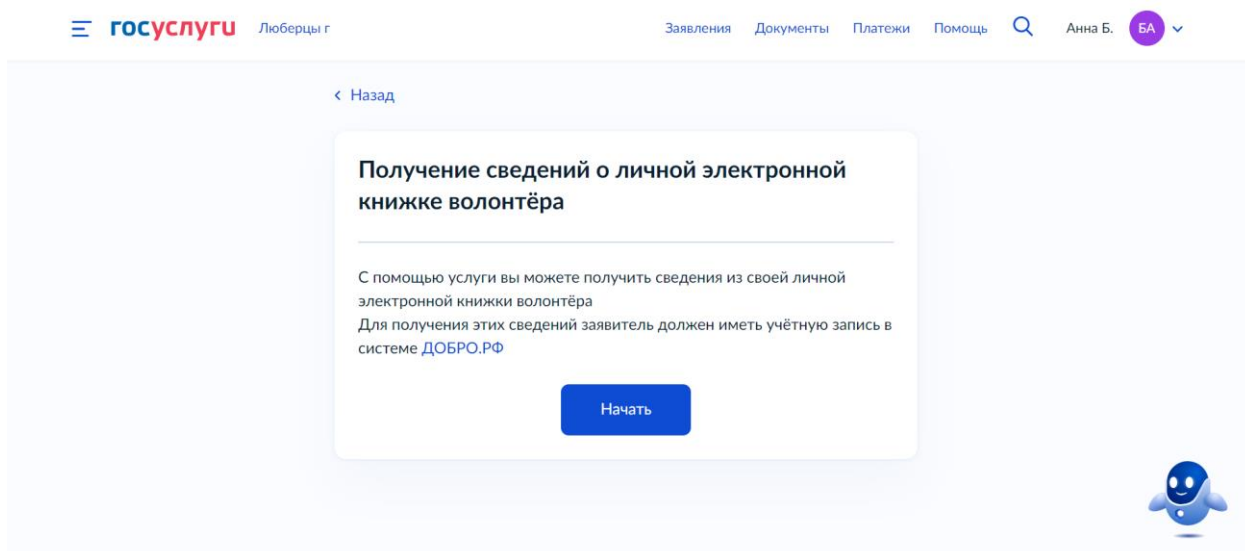 госуслуги Люберцы г Заявления Документы Платежи Помощь Анна Б. БА
Назад
Получение сведений о личной электронной
книжке волонтёра
С помощью услуги вы можете получить сведения из своей личной
электронной книжки волонтёра
Для получения этих сведений заявитель должен иметь учётную запись в
системе ДОБРО.РФ
Начать